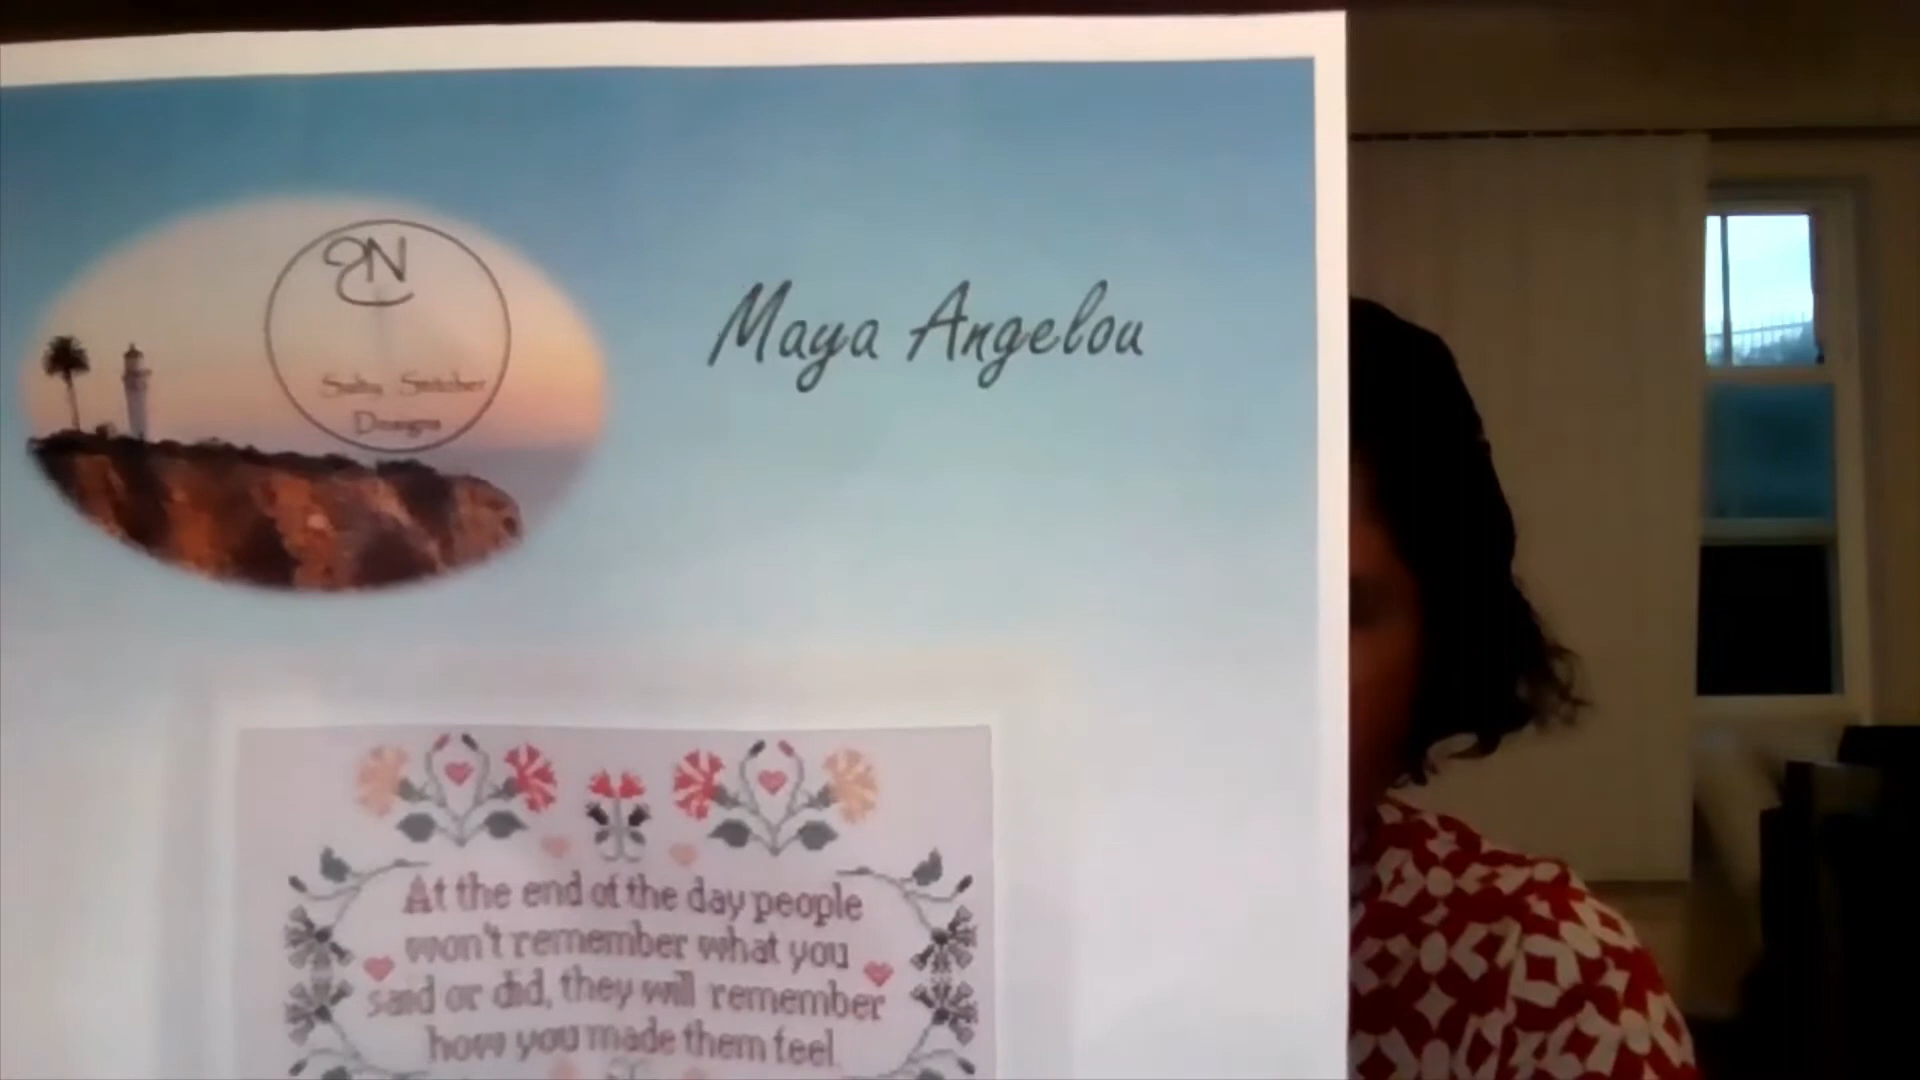 Maya Angelou
Designs
At the end of the day people
won't remember what you
said or did, they will remember
how you made them feel